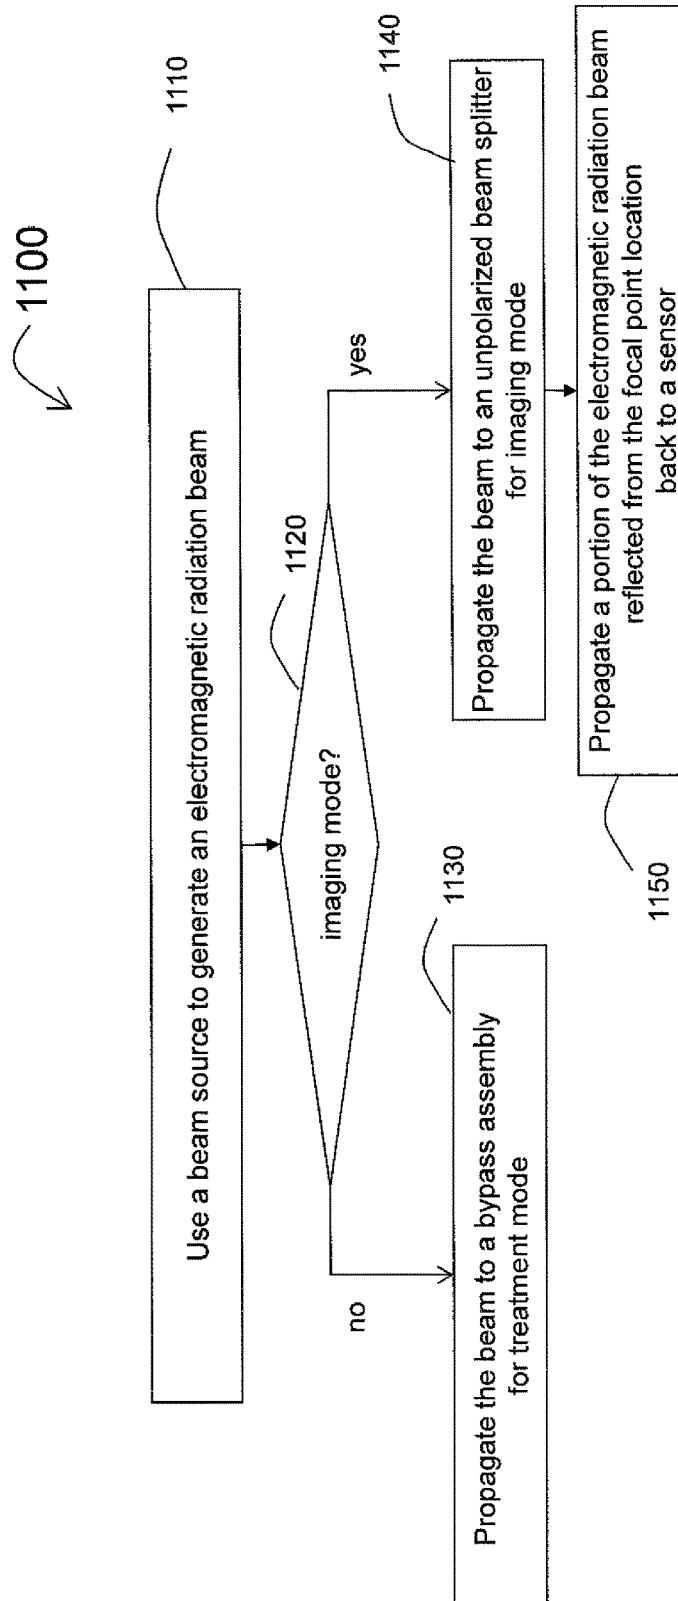 1100
1110
Use a beam source to generate an electromagnetic radiation beam
1120
imaging mode?
no
yes
1130
Propagate the beam to a bypass assembly
for treatment mode
1140
Propagate the beam to an unpolarized beam splitter
for imaging mode
1150
Propagate a portion of the electromagnetic radiation beam
reflected from the focal point location
back to a sensor